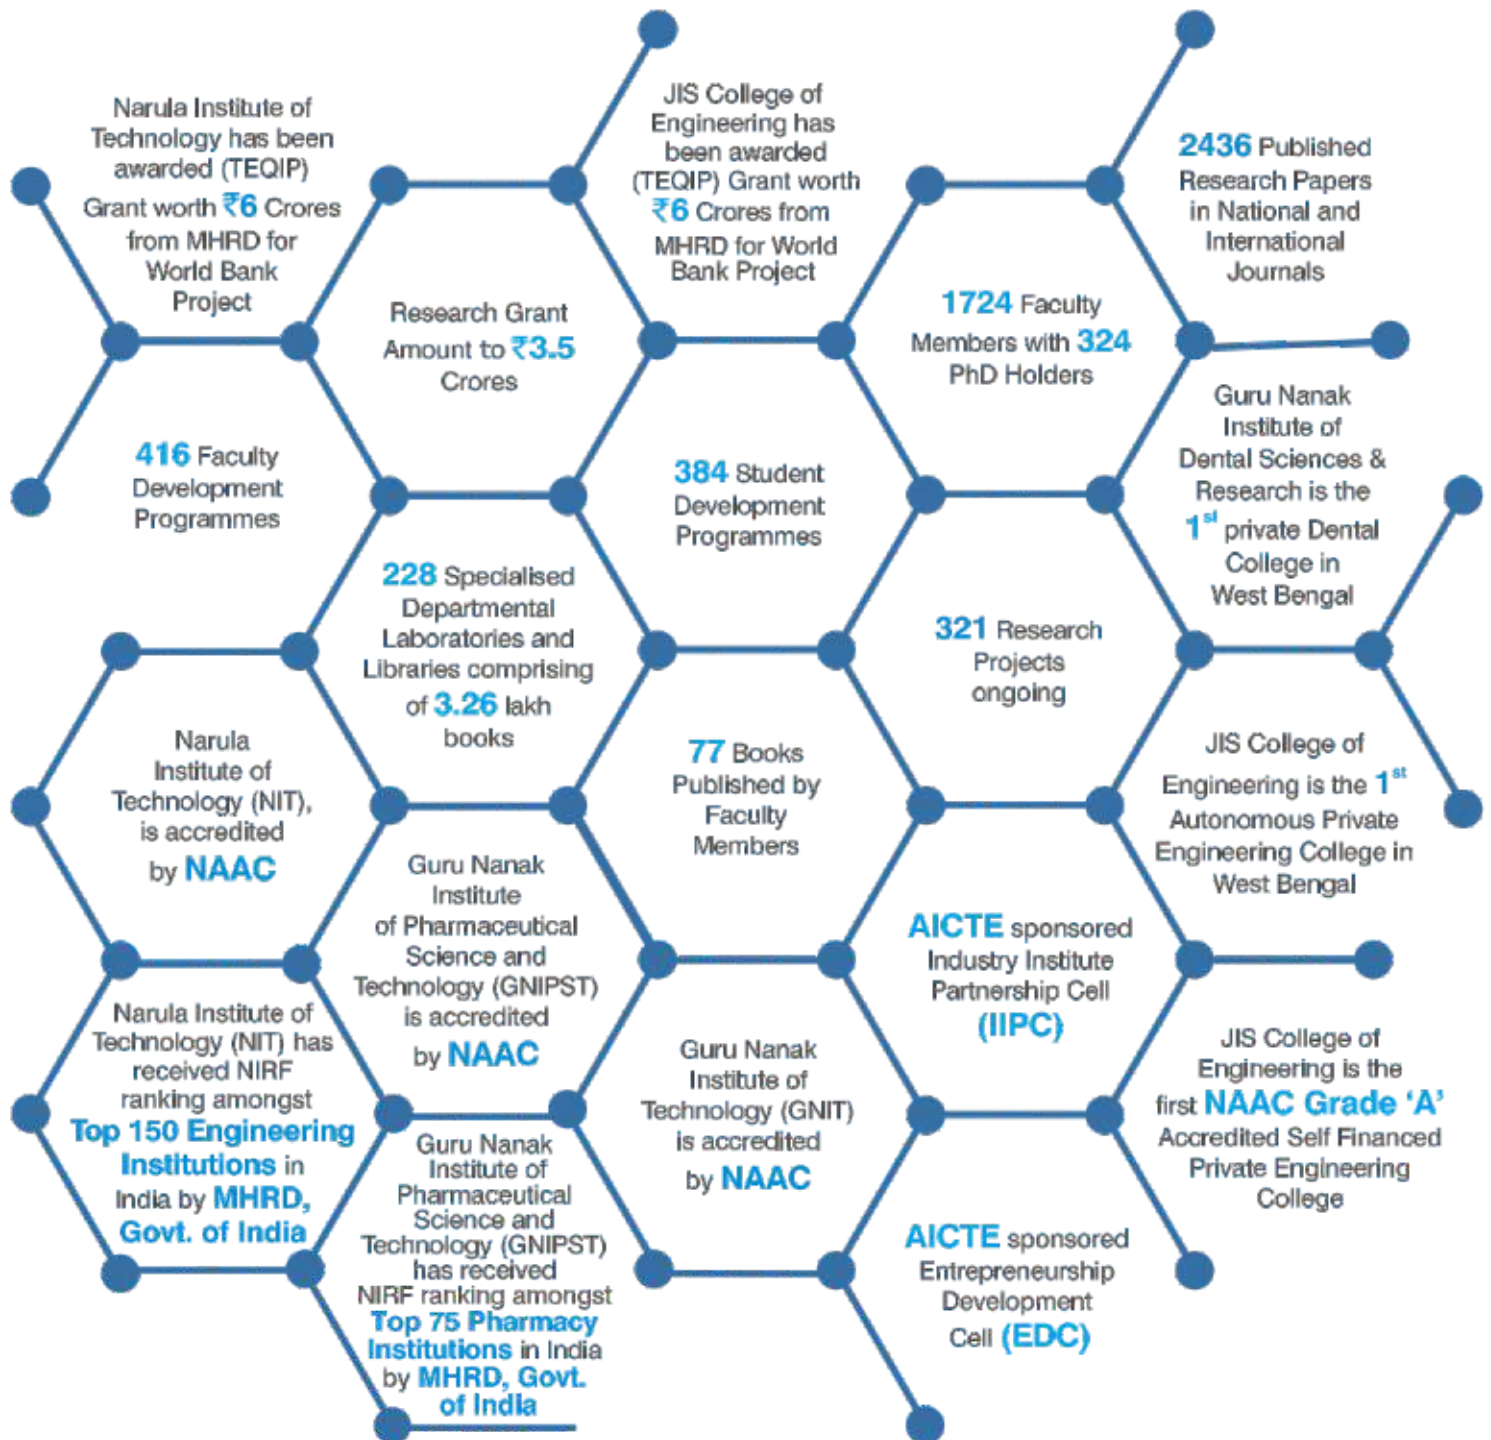 Narula Institute of
Technology has been
awarded (TEQIP)
Grant worth ₹6 Crores
from MHRD for
World Bank
Project
JIS College of
Engineering has
been awarded
(TEQIP) Grant worth
₹6 Crores from
MHRD for World
Bank Project
2436 Published
Research Papers
in National and
International
Journals
Research Grant
Amount to ₹3.5
Crores
1724 Faculty
Members with 324
PhD Holders
416 Faculty
Development
Programmes
384 Student
Development
Programmes
Guru Nanak
Institute of
Dental Sciences &
Research is the
1st private Dental
College in
West Bengal
228 Specialised
Departmental
Laboratories and
Libraries comprising
of 3.26 lakh
books
321 Research
Projects
ongoing
Narula
Institute of
Technology (NIT),
is accredited
by NAAC
77 Books
Published by
Faculty
Members
JIS College of
Engineering is the 1st
Autonomous Private
Engineering College in
West Bengal
Guru Nanak
Institute
of Pharmaceutical
Science and
Technology (GNIPST)
is accredited
by NAAC
AICTE sponsored
Industry Institute
Partnership Cell
(IIPC)
Narula Institute of
Technology (NIT) has
received NIRF
ranking amongst
Top 150 Engineering
Institutions in
India by MHRD,
Govt. of India
Guru Nanak
Institute of
Technology (GNIT)
is accredited
by NAAC
JIS College of
Engineering is the
first NAAC Grade ‘A’
Accredited Self Financed
Private Engineering
College
Guru Nanak
Institute of
Pharmaceutical
Science and
Technology (GNIPST)
has received
NIRF ranking amongst
Top 75 Pharmacy
Institutions in India
by MHRD, Govt.
of India
AICTE sponsored
Entrepreneurship
Development
Cell (EDC)